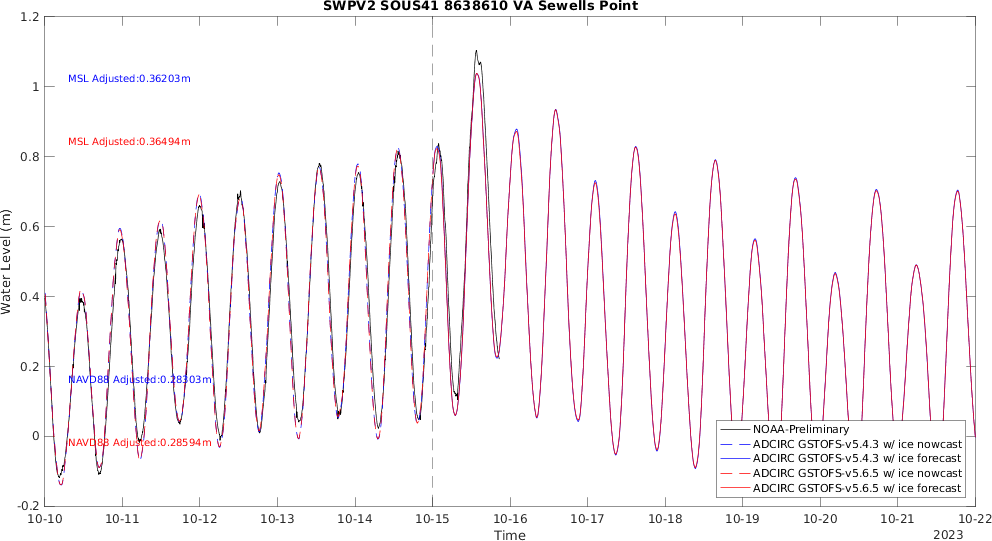 SWPV2 SOUS41 8638610 VA Sewells Point
1.2
1
0.8
0.6
0.4
0.2
0
-0.2
Water Level (m)
MSL Adjusted:0.36203m
MSL Adjusted:0.36494m
NAVD88 Adjusted:0.28303m
NAVD88 Adjusted:0.28594m
NOAA-Preliminary
ADCIRC GSTOFS-v5.4.3 w/ ice nowcast
ADCIRC GSTOFS-v5.4.3 w/ ice forecast
ADCIRC GSTOFS-v5.6.5 w/ ice nowcast
ADCIRC GSTOFS-v5.6.5 w/ ice forecast
10-10 10-11 10-12 10-13 10-14 10-15 10-16 10-17 10-18 10-19 10-20 10-21 10-22
Time
2023